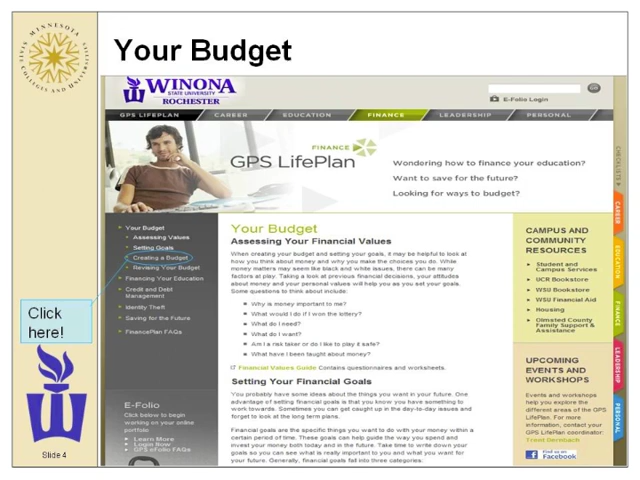 MINNESOTA
STATE COLLEGES AND UNIVERSITIES
Your Budget
WINONA
STATE UNIVERSITY
ROCHESTER
GO
E-Folio Login
GPS LIFEPLAN
CAREER
EDUCATION
FINANCE
LEADERSHIP
PERSONAL
FINANCE
GPS LifePlan
Wondering how to finance your education?
Want to save for the future?
Looking for ways to budget?
CHECKLISTS
CAREER
EDUCATION
FINANCE
LEADERSHIP
PERSONAL
Your Budget
Assessing Values
Setting Goals
Creating a Budget
Revising Your Budget
Financing Your Education
Credit and Debt
Management
Identity Theft
Saving for the Future
FinancePlan FAQs
Click
here!
E-Folio
Click below to begin
working on your online
portfolio
Learn More
Login Now
GPS eFolio FAQs
Your Budget
Assessing Your Financial Values
When creating your budget and setting your goals, it may be helpful to look at
how you think about money and why you make the choices you do. While
money matters may seem like black and white issues, there can be many
factors at play. Taking a look at previous financial decisions, your attitudes
about money and your personal values will help you as you set your goals.
Some questions to think about include:
Why is money important to me?
What would I do if I won the lottery?
What do I need?
What do I want?
Am I a risk taker or do I like to play it safe?
What have I been taught about money?
Financial Values Guide Contains questionnaires and worksheets.
Setting Your Financial Goals
You probably have some ideas about the things you want in your future. One
advantage of setting financial goals is that you know you have something to
work towards. Sometimes you can get caught up in the day-to-day issues and
forget to look at the long term plans.
Financial goals are the specific things you want to do with your money within a
certain period of time. These goals can help guide the way you spend and
invest your money both today and in the future. Take time to write down your
goals so you can see what is really important to you and what you want for
your future. Generally, financial goals fall into three categories:
CAMPUS AND
COMMUNITY
RESOURCES
Student and
Campus Services
UCR Bookstore
WSU Bookstore
WSU Financial Aid
Housing
Olmsted County
Family Support &
Assistance
UPCOMING
EVENTS AND
WORKSHOPS
Events and workshops
help you explore the
different areas of the GPS
LifePlan. For more
information, contact your
GPS LifePlan coordinator:
Trent Dernbach
Find us on
Facebook
Slide 4